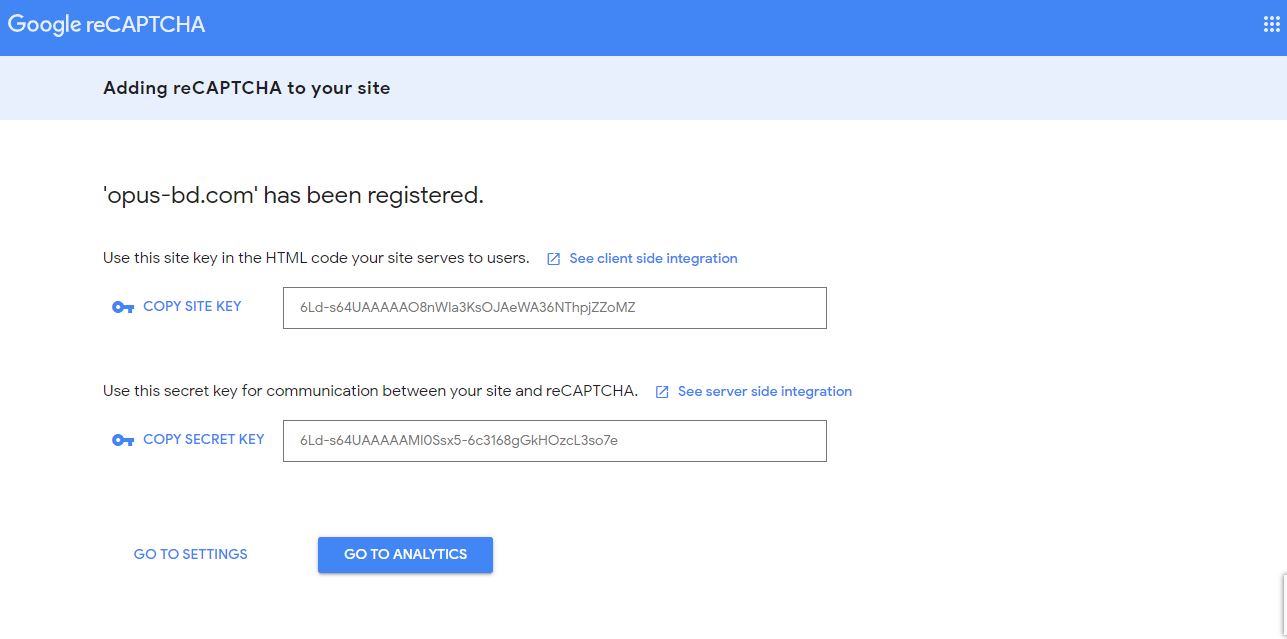 Google reCAPTCHA
Adding reCAPTCHA to your site
'opus-bd.com' has been registered.
Use this site key in the HTML code your site serves to users. See client side integration
COPY SITE KEY 6Ld-s64UAAAAAO8nWIa3KsOJAeWA36NThpjZZoMZ
Use this secret key for communication between your site and reCAPTCHA. See server side integration
COPY SECRET KEY 6Ld-s64UAAAAAMI0Ssx5-6c3168gGkHOzcL3so7e
GO TO SETTINGS GO TO ANALYTICS